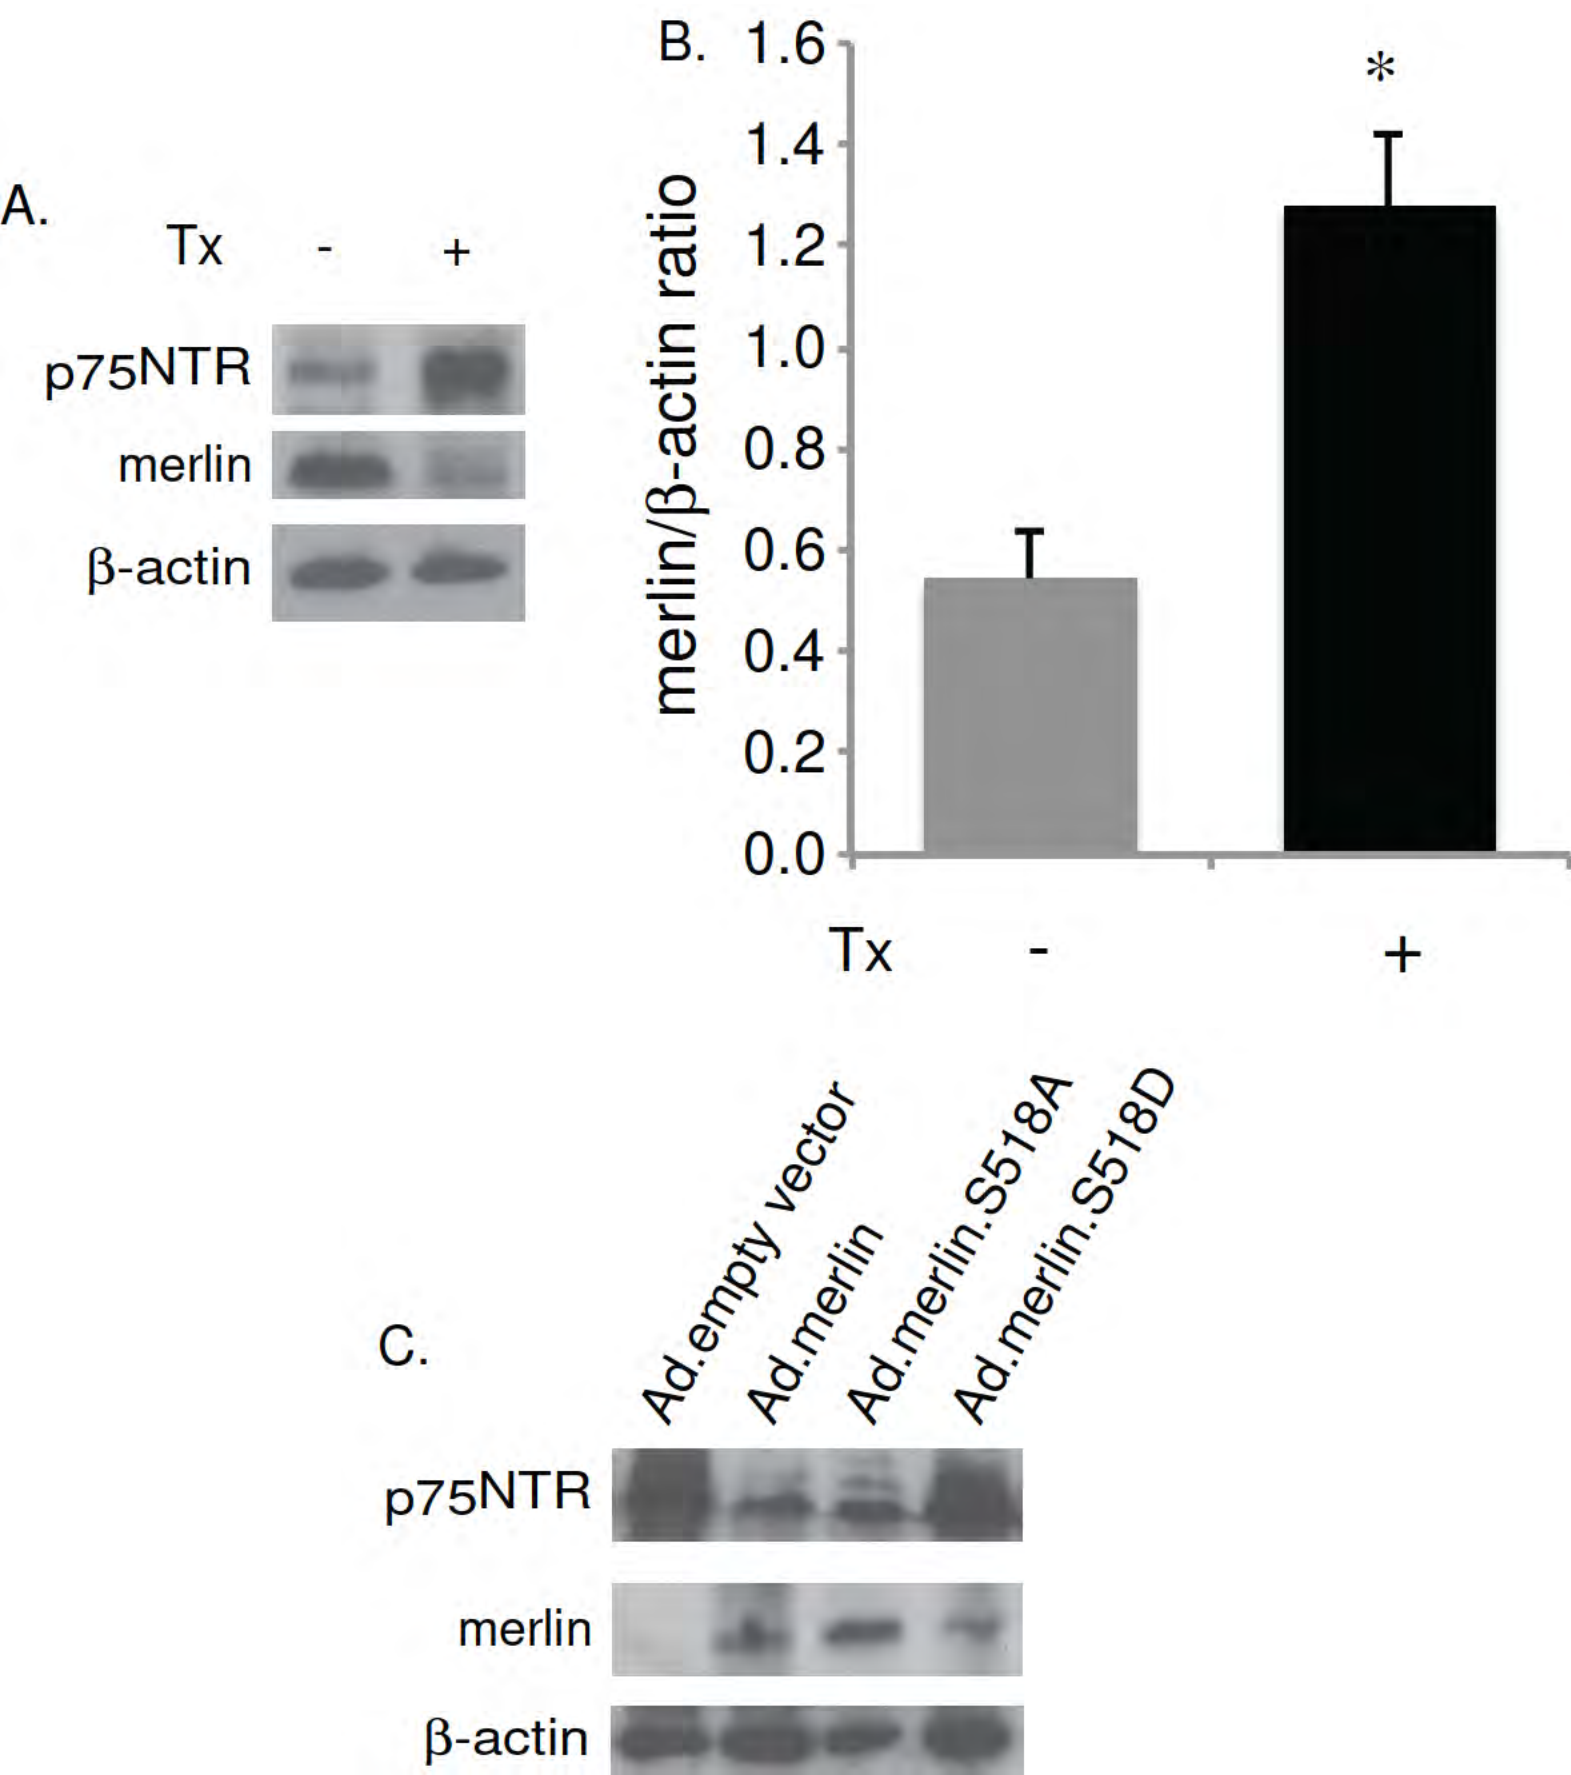 A.
Tx - +
p75NTR
merlin
β-actin
B.
1.6
1.4
1.2
1.0
0.8
0.6
0.4
0.2
0.0
merlin/β-actin ratio
*
Tx - +
C.
Ad.empty vector
Ad.merlin
Ad.merlin.S518A
Ad.merlin.S518D
p75NTR
merlin
β-actin